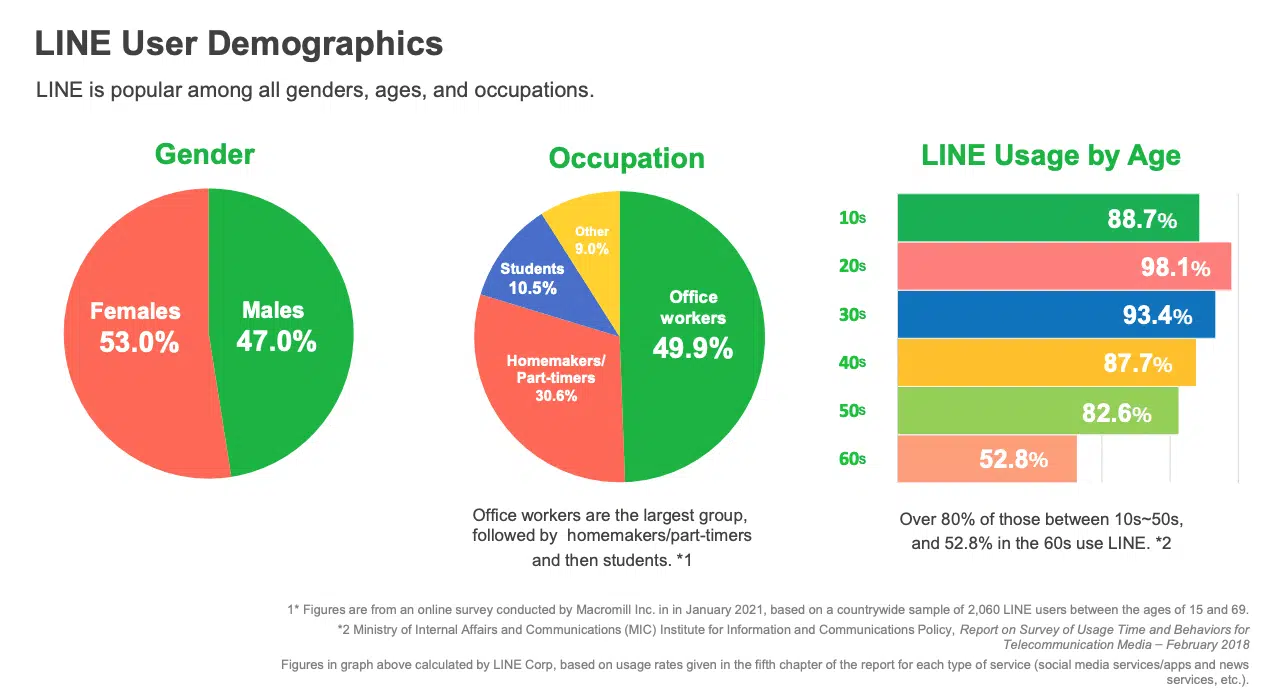 LINE User Demographics
LINE is popular among all genders, ages, and occupations.
Gender
Females
53.0%
Males
47.0%
Occupation
Other
9.0%
Students
10.5%
Office
workers
49.9%
Homemakers/
Part-timers
30.6%
Office workers are the largest group,
followed by homemakers/part-timers
and then students. *1
LINE Usage by Age
10s
88.7%
20s
98.1%
30s
93.4%
40s
87.7%
50s
82.6%
60s
52.8%
Over 80% of those between 10s~50s,
and 52.8% in the 60s use LINE. *2
1* Figures are from an online survey conducted by Macromill Inc. in in January 2021, based on a countrywide sample of 2,060 LINE users between the ages of 15 and 69.
*2 Ministry of Internal Affairs and Communications (MIC) Institute for Information and Communications Policy, Report on Survey of Usage Time and Behaviors for
Telecommunication Media – February 2018
Figures in graph above calculated by LINE Corp, based on usage rates given in the fifth chapter of the report for each type of service (social media services/apps and news
services, etc.).